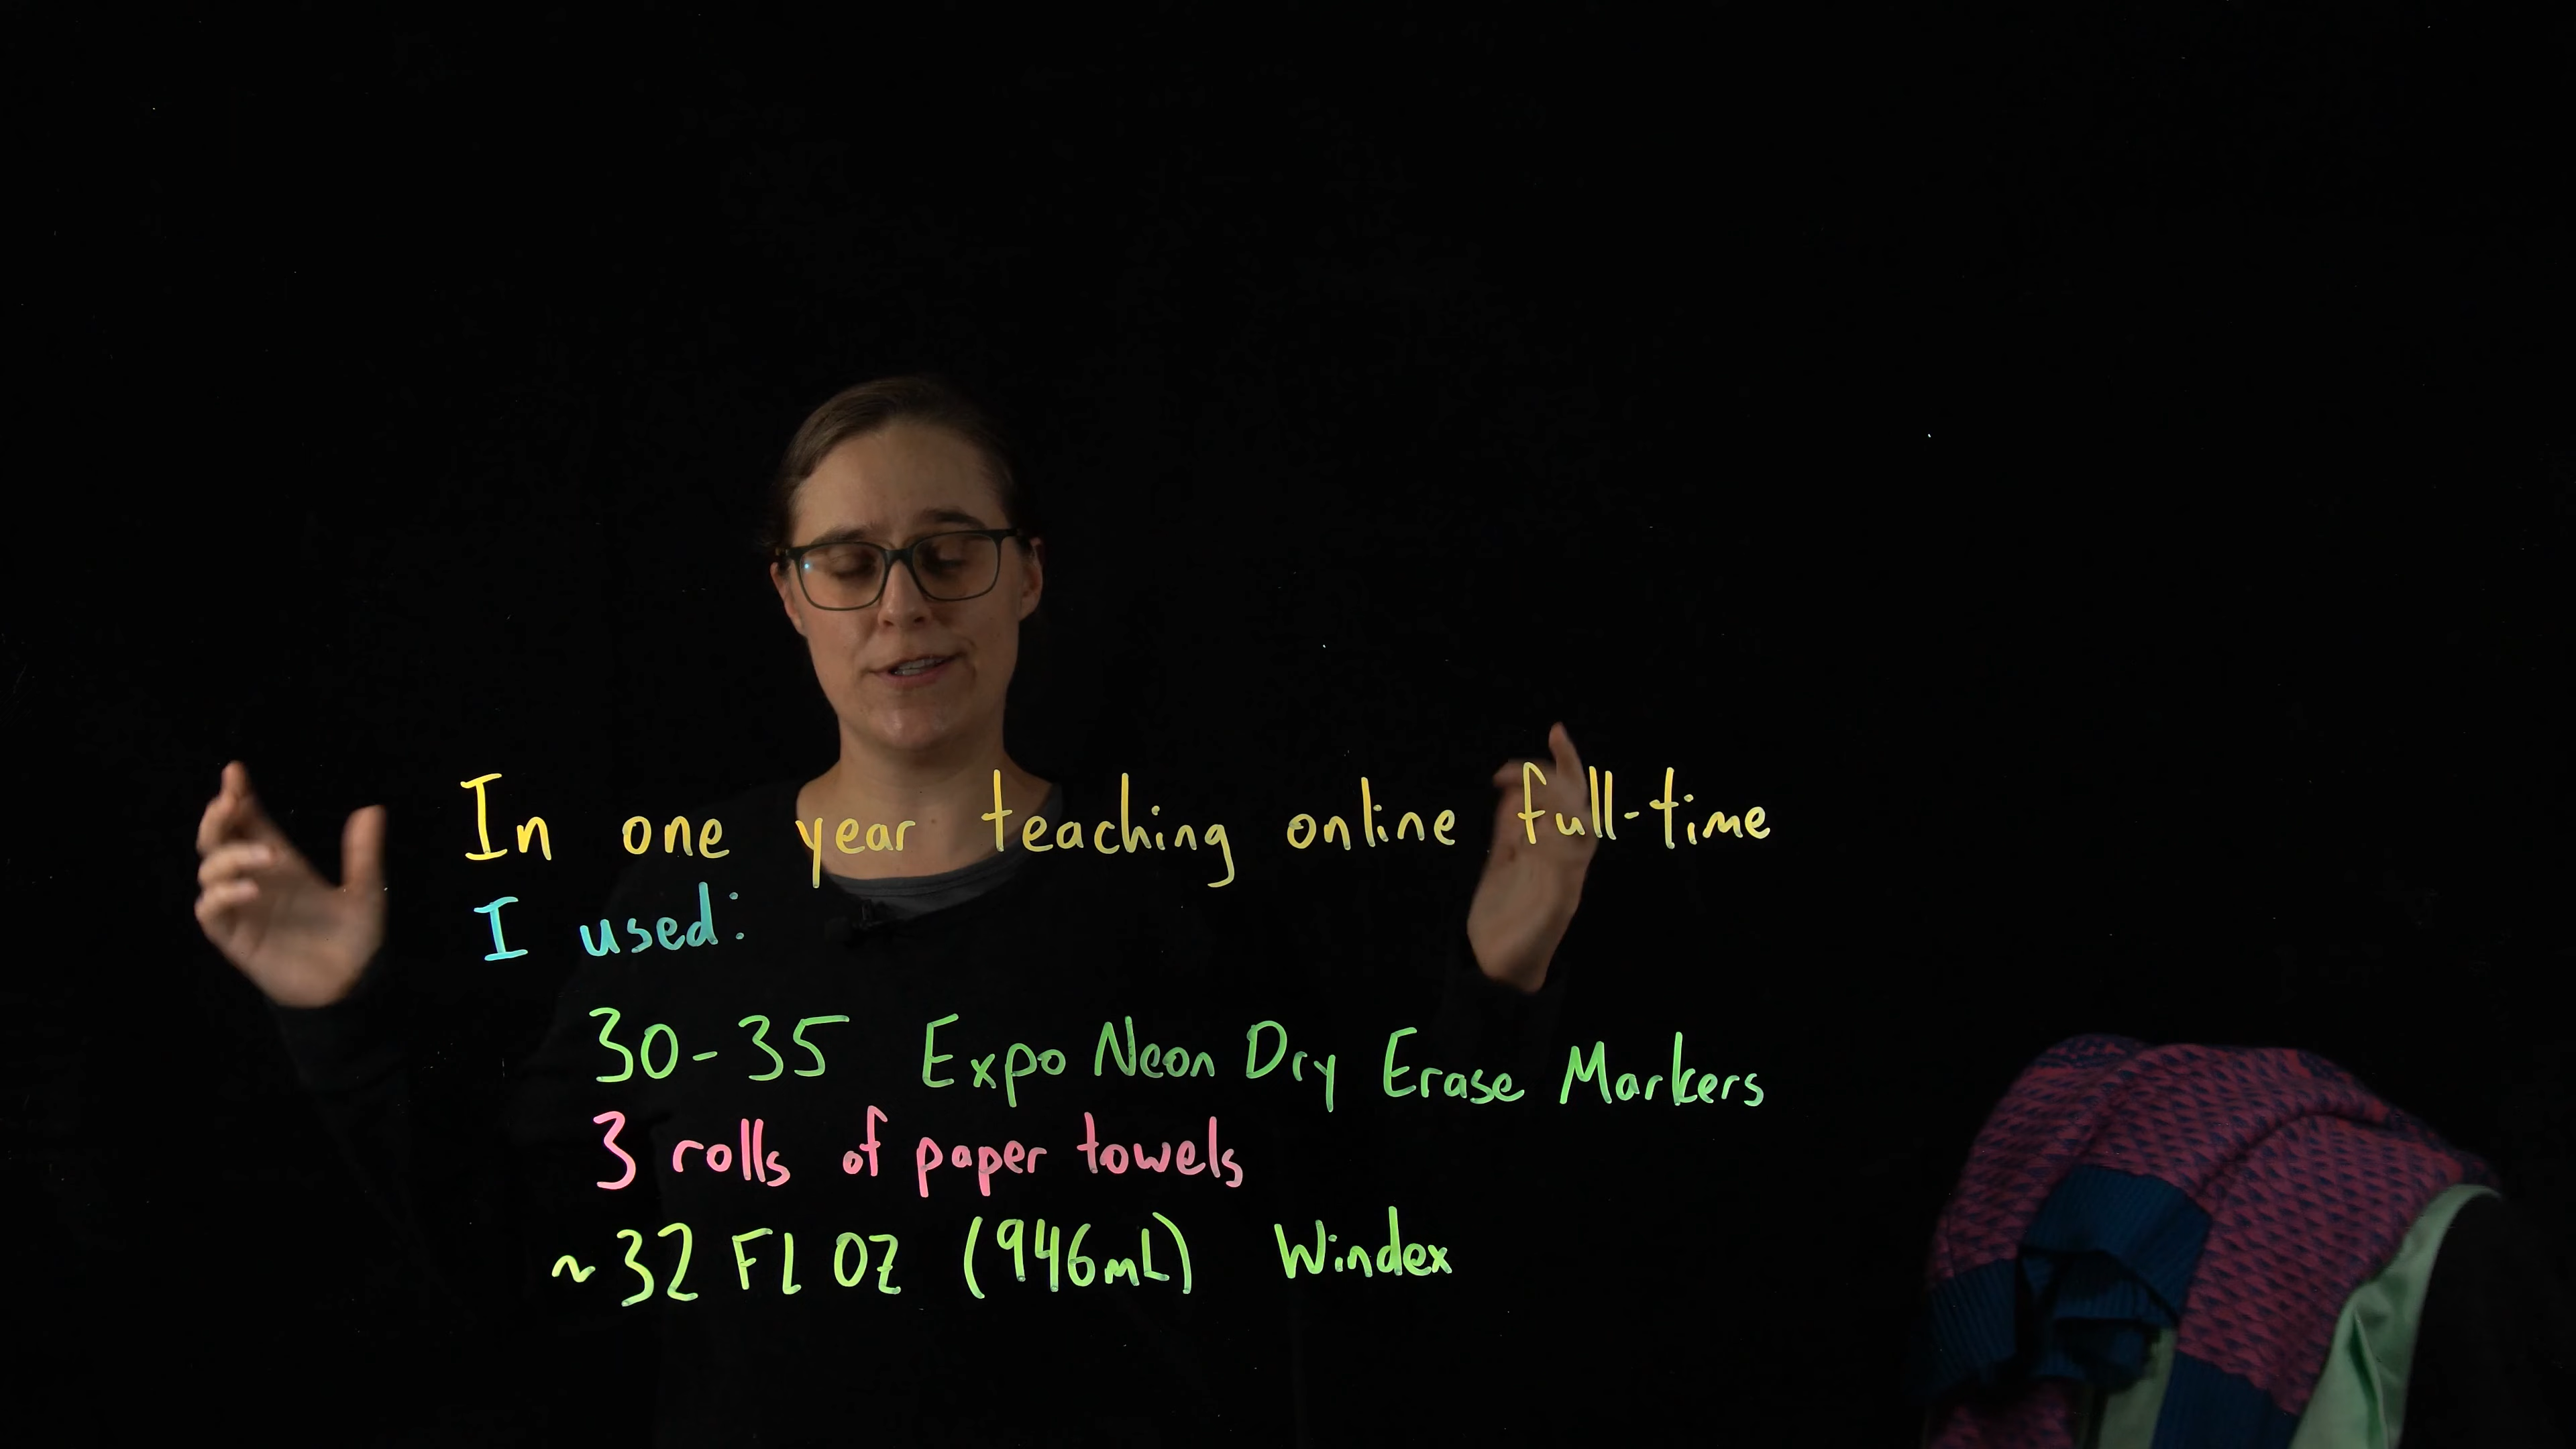 In one year teaching online full-time
I used:
30-35 Expo Neon Dry Erase Markers
3 rolls of paper towels
~32 FL OZ (946mL) Windex